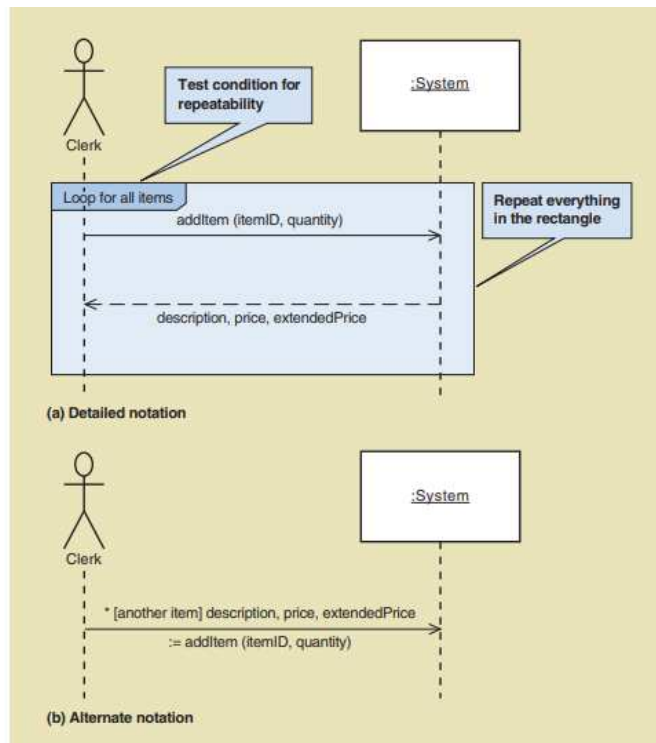 Test condition for
repeatability
:System
Clerk
Loop for all items
Repeat everything
in the rectangle
addItem (itemID, quantity)
description, price, extendedPrice
(a) Detailed notation
:System
Clerk
* [another item] description, price, extendedPrice
:= addItem (itemID, quantity)
(b) Alternate notation